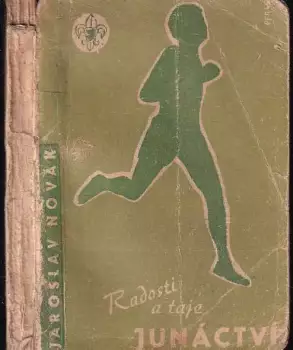 JAROSLAV NOVÁK
Radosti
a taje
JUNÁCTVÍ